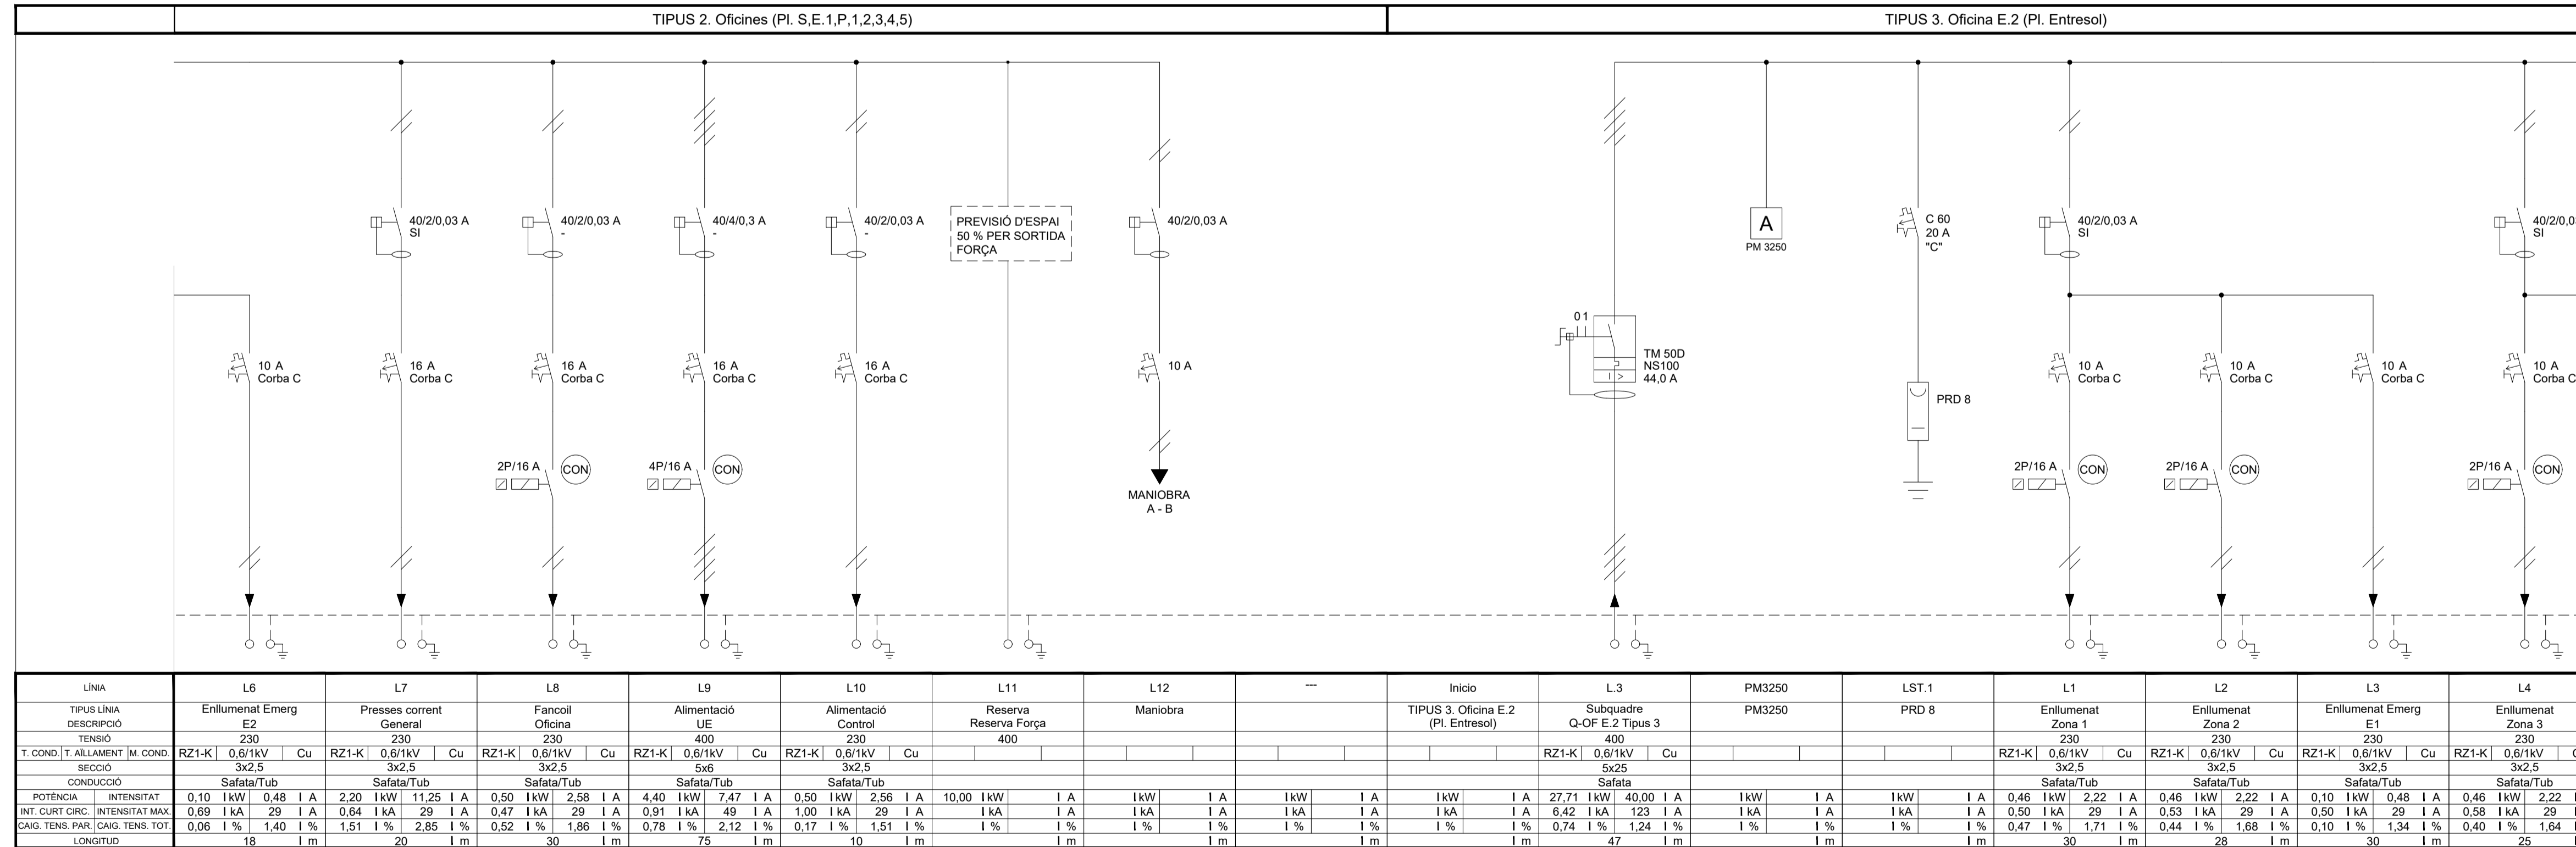 TIPUS 2. Oficines (Pl. S,E.1,P,1,2,3,4,5)
TIPUS 3. Oficina E.2 (Pl. Entresol)
40/2/0,03 A
SI
40/2/0,03 A
-
40/4/0,3 A
-
40/2/0,03 A
-
PREVISIÓ D'ESPAI
50 % PER SORTIDA
FORÇA
40/2/0,03 A
A
PM 3250
C 60
20 A
"C"
40/2/0,03 A
SI
40/2/0,0
SI
0 1
TM 50D
NS100
44,0 A
I >
10 A
Corba C
16 A
Corba C
16 A
Corba C
16 A
Corba C
16 A
Corba C
10 A
PRD 8
10 A
Corba C
10 A
Corba C
10 A
Corba C
10 A
Corba C
2P/16 A
CON
4P/16 A
CON
MANIOBRA
A - B
2P/16 A
CON
2P/16 A
CON
2P/16 A
CON
LÍNIA L6 L7 L8 L9 L10 L11 L12 --- Inicio L.3 PM3250 LST.1 L1 L2 L3 L4
TIPUS LÍNIA Enllumenat Emerg Presses corrent Fancoil Alimentació Alimentació Reserva Maniobra TIPUS 3. Oficina E.2 Subquadre PM3250 PRD 8 Enllumenat Enllumenat Enllumenat Emerg Enllumenat
DESCRIPCIÓ E2 General Oficina UE Control Reserva Força (Pl. Entresol) Q-OF E.2 Tipus 3 Zona 1 Zona 2 E1 Zona 3
TENSIÓ 230 230 230 400 230 400 400 230 230 230 230
T. COND. T. AÏLLAMENT M. COND. RZ1-K 0,6/1kV Cu RZ1-K 0,6/1kV Cu RZ1-K 0,6/1kV Cu RZ1-K 0,6/1kV Cu RZ1-K 0,6/1kV Cu RZ1-K 0,6/1kV Cu RZ1-K 0,6/1kV Cu RZ1-K 0,6/1kV Cu RZ1-K 0,6/1kV Cu RZ1-K 0,6/1kV
SECCIÓ 3x2,5 3x2,5 3x2,5 5x6 3x2,5 5x25 3x2,5 3x2,5 3x2,5 3x2,5
CONDUCCIÓ Safata/Tub Safata/Tub Safata/Tub Safata/Tub Safata/Tub Safata Safata/Tub Safata/Tub Safata/Tub Safata/Tub
POTÈNCIA INTENSITAT 0,10 kW 0,48 A 2,20 kW 11,25 A 0,50 kW 2,58 A 4,40 kW 7,47 A 0,50 kW 2,56 A 10,00 kW A kW A kW A kW A 27,71 kW 40,00 A kW A kW A 0,46 kW 2,22 A 0,46 kW 2,22 A 0,10 kW 0,48 A 0,46 kW 2,22
INT. CURT CIRC. INTENSITAT MAX. 0,69 kA 29 A 0,64 kA 29 A 0,47 kA 29 A 0,91 kA 49 A 1,00 kA 29 A kA A kA A kA A kA A 6,42 kA 123 A kA A kA A 0,50 kA 29 A 0,53 kA 29 A 0,50 kA 29 A 0,58 kA 29
CAIG. TENS. PAR. CAIG. TENS. TOT. 0,06 % 1,40 % 1,51 % 2,85 % 0,52 % 1,86 % 0,78 % 2,12 % 0,17 % 1,51 % % % % % % % % % 0,74 % 1,24 % % % % % 0,47 % 1,71 % 0,44 % 1,68 % 0,10 % 1,34 % 0,40 % 1,64
LONGITUD 18 m 20 m 30 m 75 m 10 m m m m m 47 m m m 30 m 28 m 30 m 25